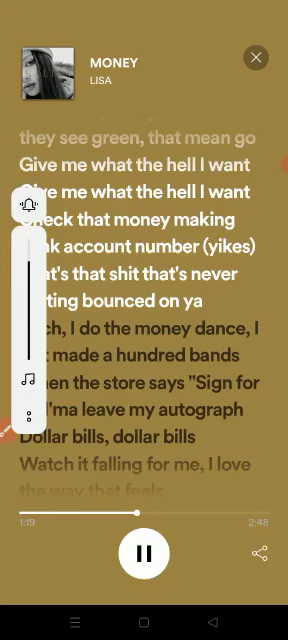 MONEY
LISA
they see green, that mean go
Give me what the hell I want
Give me what the hell I want
Check that money making
nk account number (yikes)
at's that shit that's never
ting bounced on ya
ch, I do the money dance, I
made a hundred bands
hen the store says "Sign for
I'ma leave my autograph
Dollar bills, dollar bills
Watch it falling for me, I love
the way that feels
1:19
2:48